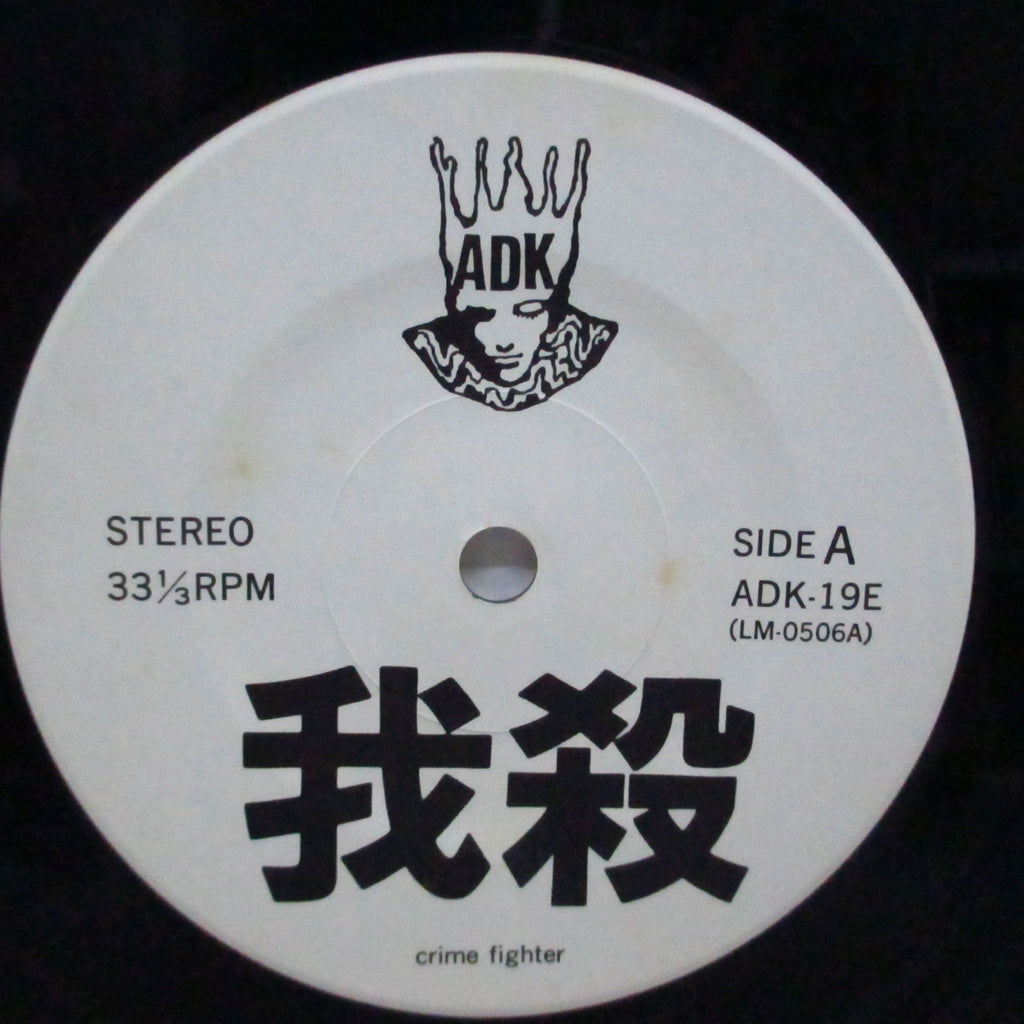 ADK
STEREO
33⅓RPM
SIDE A
ADK-19E
(LM-0506A)
我殺
crime fighter